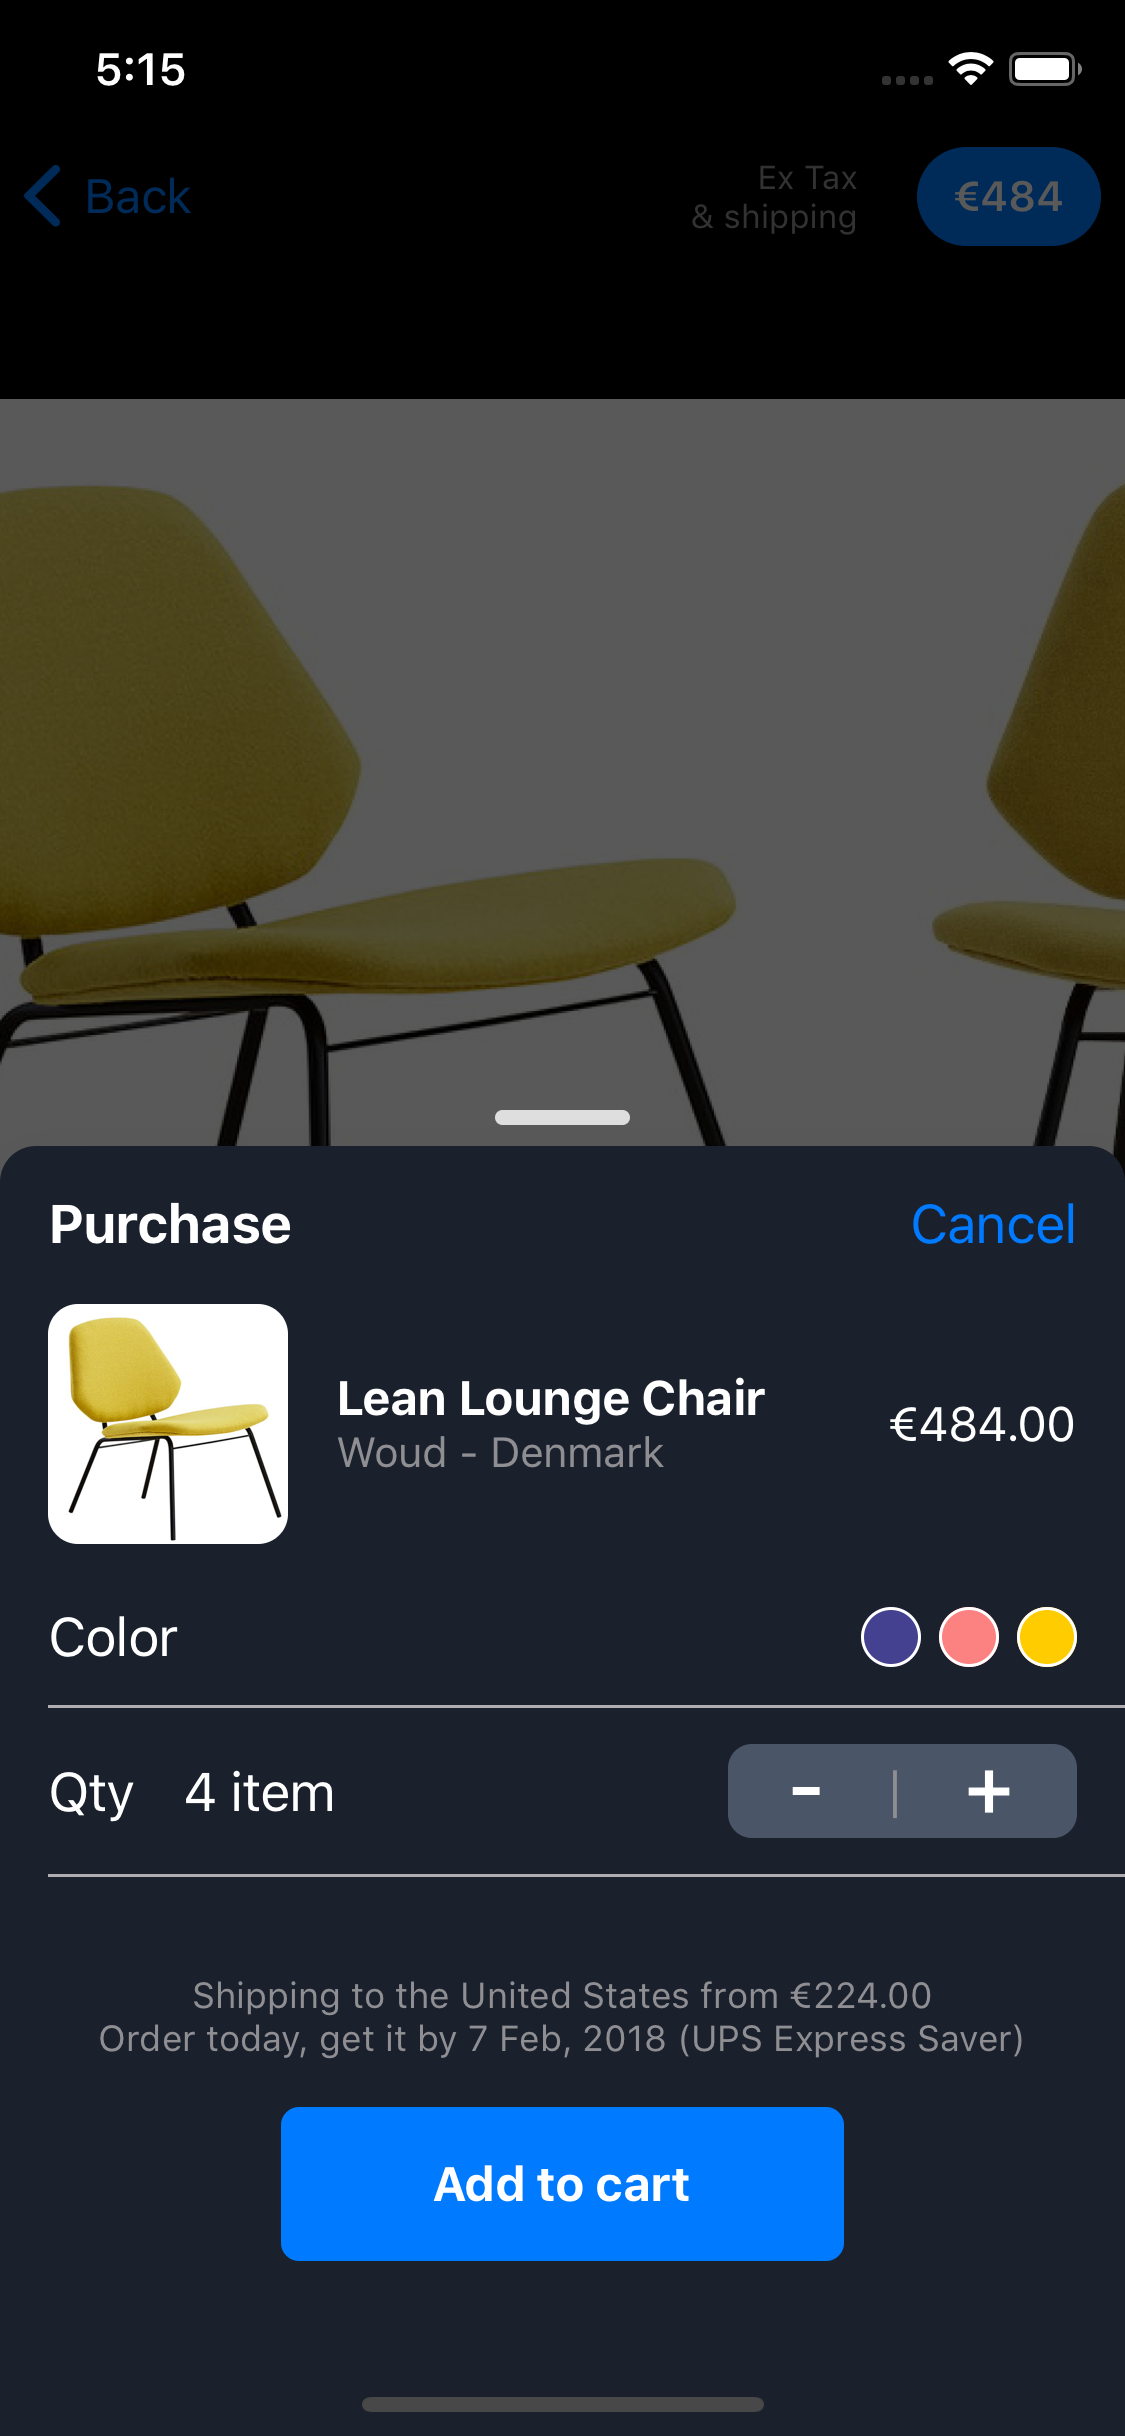 5:15
Back
Ex Tax
& shipping
€484
Purchase
Cancel
Lean Lounge Chair
Woud - Denmark
€484.00
Color
Qty 4 item
- | +
Shipping to the United States from €224.00
Order today, get it by 7 Feb, 2018 (UPS Express Saver)
Add to cart